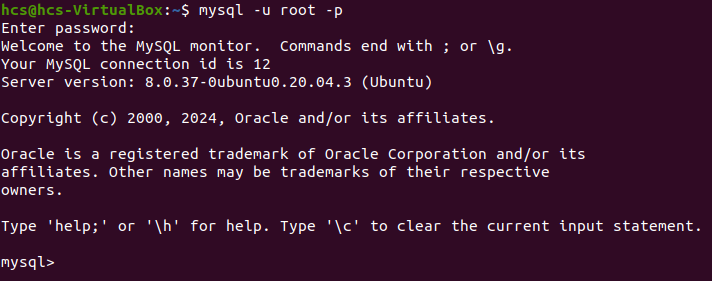 hcs@hcs-VirtualBox:~$ mysql -u root -p
Enter password:
Welcome to the MySQL monitor.  Commands end with ; or \g.
Your MySQL connection id is 12
Server version: 8.0.37-0ubuntu0.20.04.3 (Ubuntu)
Copyright (c) 2000, 2024, Oracle and/or its affiliates.
Oracle is a registered trademark of Oracle Corporation and/or its
affiliates. Other names may be trademarks of their respective
owners.
Type 'help;' or '\h' for help. Type '\c' to clear the current input statement.
mysql>